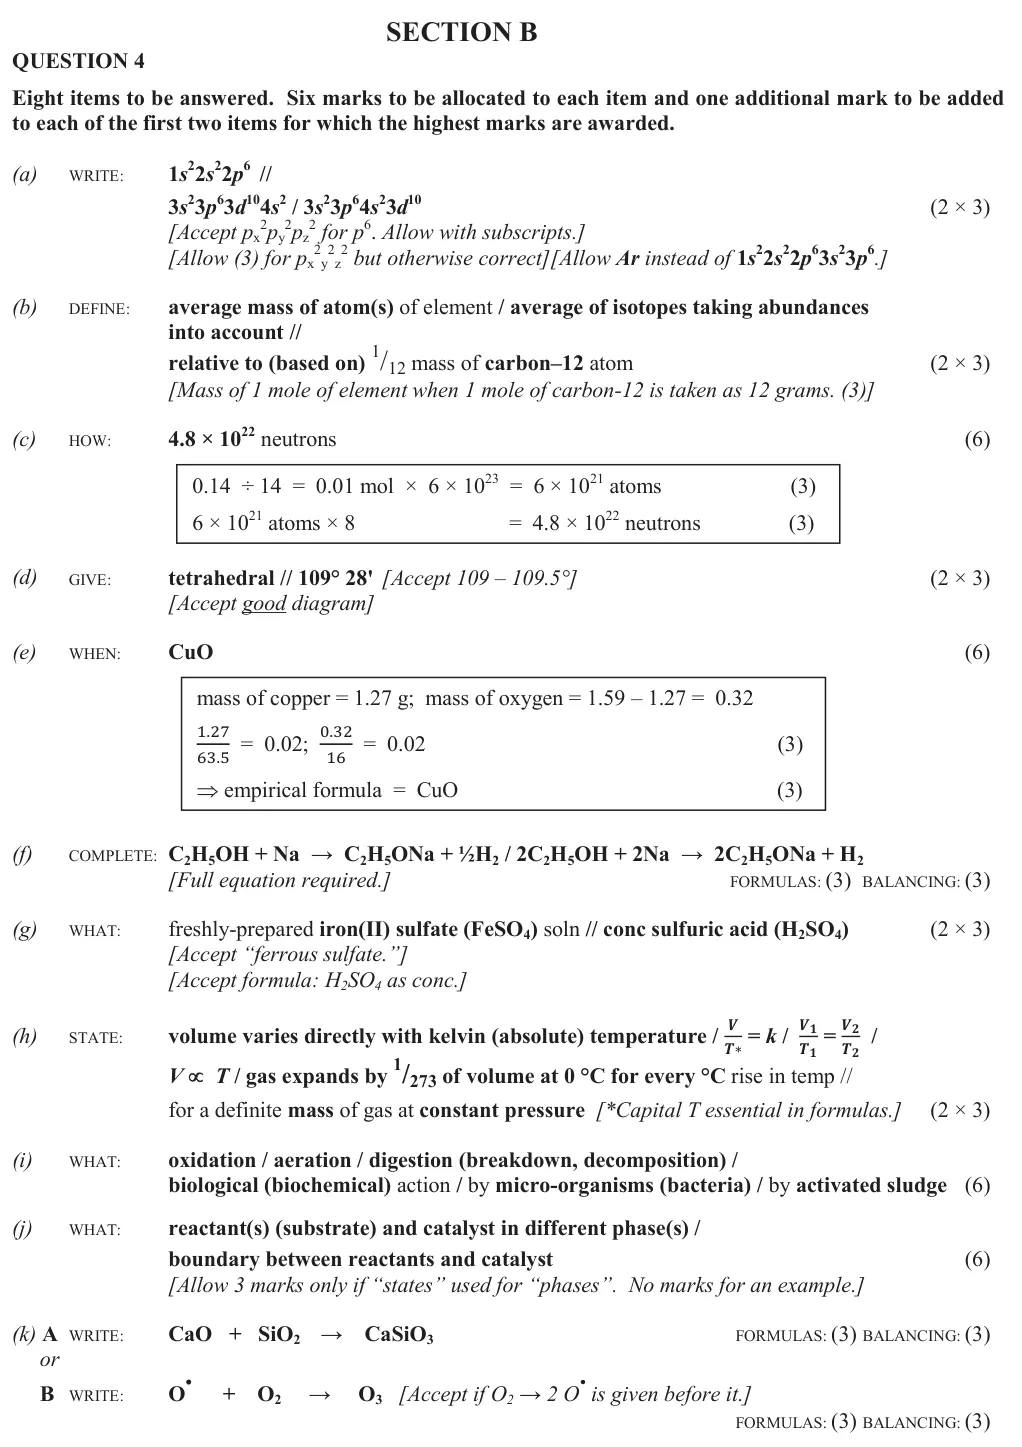 SECTION B
QUESTION 4
Eight items to be answered. Six marks to be allocated to each item and one additional mark to be added
to each of the first two items for which the highest marks are awarded.
(a) WRITE: 1s²2s²2p⁶ //
3s²3p⁶3d¹⁰4s² / 3s²3p⁶4s²3d¹⁰ (2 × 3)
[Accept pₓ²pᵧ²p_z² for p⁶. Allow with subscripts.]
[Allow (3) for pₓ²ᵧ²_z² but otherwise correct][Allow Ar instead of 1s²2s²2p⁶3s²3p⁶.]
(b) DEFINE: average mass of atom(s) of element / average of isotopes taking abundances
into account //
relative to (based on) 1/12 mass of carbon–12 atom (2 × 3)
[Mass of 1 mole of element when 1 mole of carbon-12 is taken as 12 grams. (3)]
(c) HOW: 4.8 × 10²² neutrons (6)
0.14 ÷ 14 = 0.01 mol × 6 × 10²³ = 6 × 10²¹ atoms (3)
6 × 10²¹ atoms × 8 = 4.8 × 10²² neutrons (3)
(d) GIVE: tetrahedral // 109° 28' [Accept 109 – 109.5°] (2 × 3)
[Accept good diagram]
(e) WHEN: CuO (6)
mass of copper = 1.27 g; mass of oxygen = 1.59 – 1.27 = 0.32
1.27/63.5 = 0.02; 0.32/16 = 0.02 (3)
⇒ empirical formula = CuO (3)
(f) COMPLETE: C₂H₅OH + Na → C₂H₅ONa + ½H₂ / 2C₂H₅OH + 2Na → 2C₂H₅ONa + H₂
[Full equation required.] FORMULAS: (3) BALANCING: (3)
(g) WHAT: freshly-prepared iron(II) sulfate (FeSO₄) soln // conc sulfuric acid (H₂SO₄) (2 × 3)
[Accept “ferrous sulfate.”]
[Accept formula: H₂SO₄ as conc.]
(h) STATE: volume varies directly with kelvin (absolute) temperature / V/T* = k / V₁/T₁ = V₂/T₂ /
V ∝ T / gas expands by 1/273 of volume at 0 °C for every °C rise in temp //
for a definite mass of gas at constant pressure [*Capital T essential in formulas.] (2 × 3)
(i) WHAT: oxidation / aeration / digestion (breakdown, decomposition) /
biological (biochemical) action / by micro-organisms (bacteria) / by activated sludge (6)
(j) WHAT: reactant(s) (substrate) and catalyst in different phase(s) /
boundary between reactants and catalyst (6)
[Allow 3 marks only if “states” used for “phases”. No marks for an example.]
(k) A WRITE: CaO + SiO₂ → CaSiO₃ FORMULAS: (3) BALANCING: (3)
or
B WRITE: O• + O₂ → O₃ [Accept if O₂ → 2 O• is given before it.]
FORMULAS: (3) BALANCING: (3)